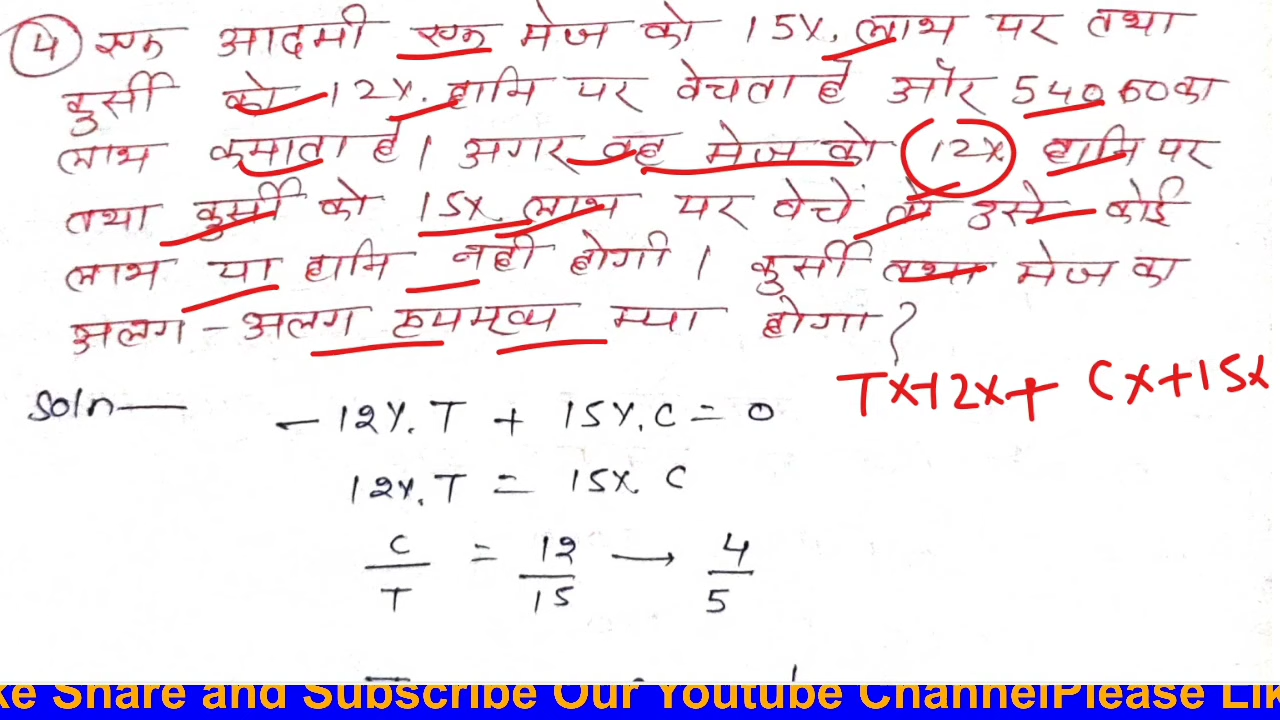 ④ एक आदमी एक मेज को 15%. लाभ पर तथा
कुर्सी को 12%. हानि पर बेचता है और 540 रू0 का
लाभ कमाता है। अगर वह मेज को 12% हानि पर
तथा कुर्सी को 15% लाभ पर बेचें तो उसे कोई
लाभ या हानि नही होगी। कुर्सी तथा मेज का
अलग-अलग क्रयमूल्य क्या होगा?
T×12%+ C×+15%
Soln—
-12%.T + 15%.C = 0
12%.T = 15%.C
C/T = 12/15 → 4/5
ke Share and Subscribe Our Youtube ChannelPlease Lik